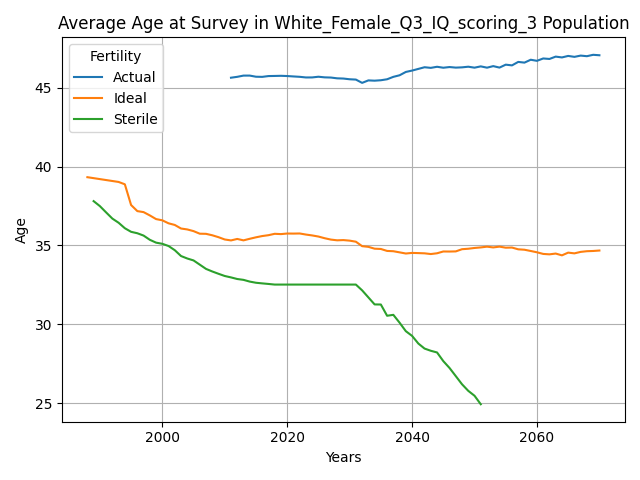 Average Age at Survey in White_Female_Q3_IQ_scoring_3 Population
Fertility
Actual
Ideal
Sterile
45
40
35
30
25
Age
2000
2020
2040
2060
Years